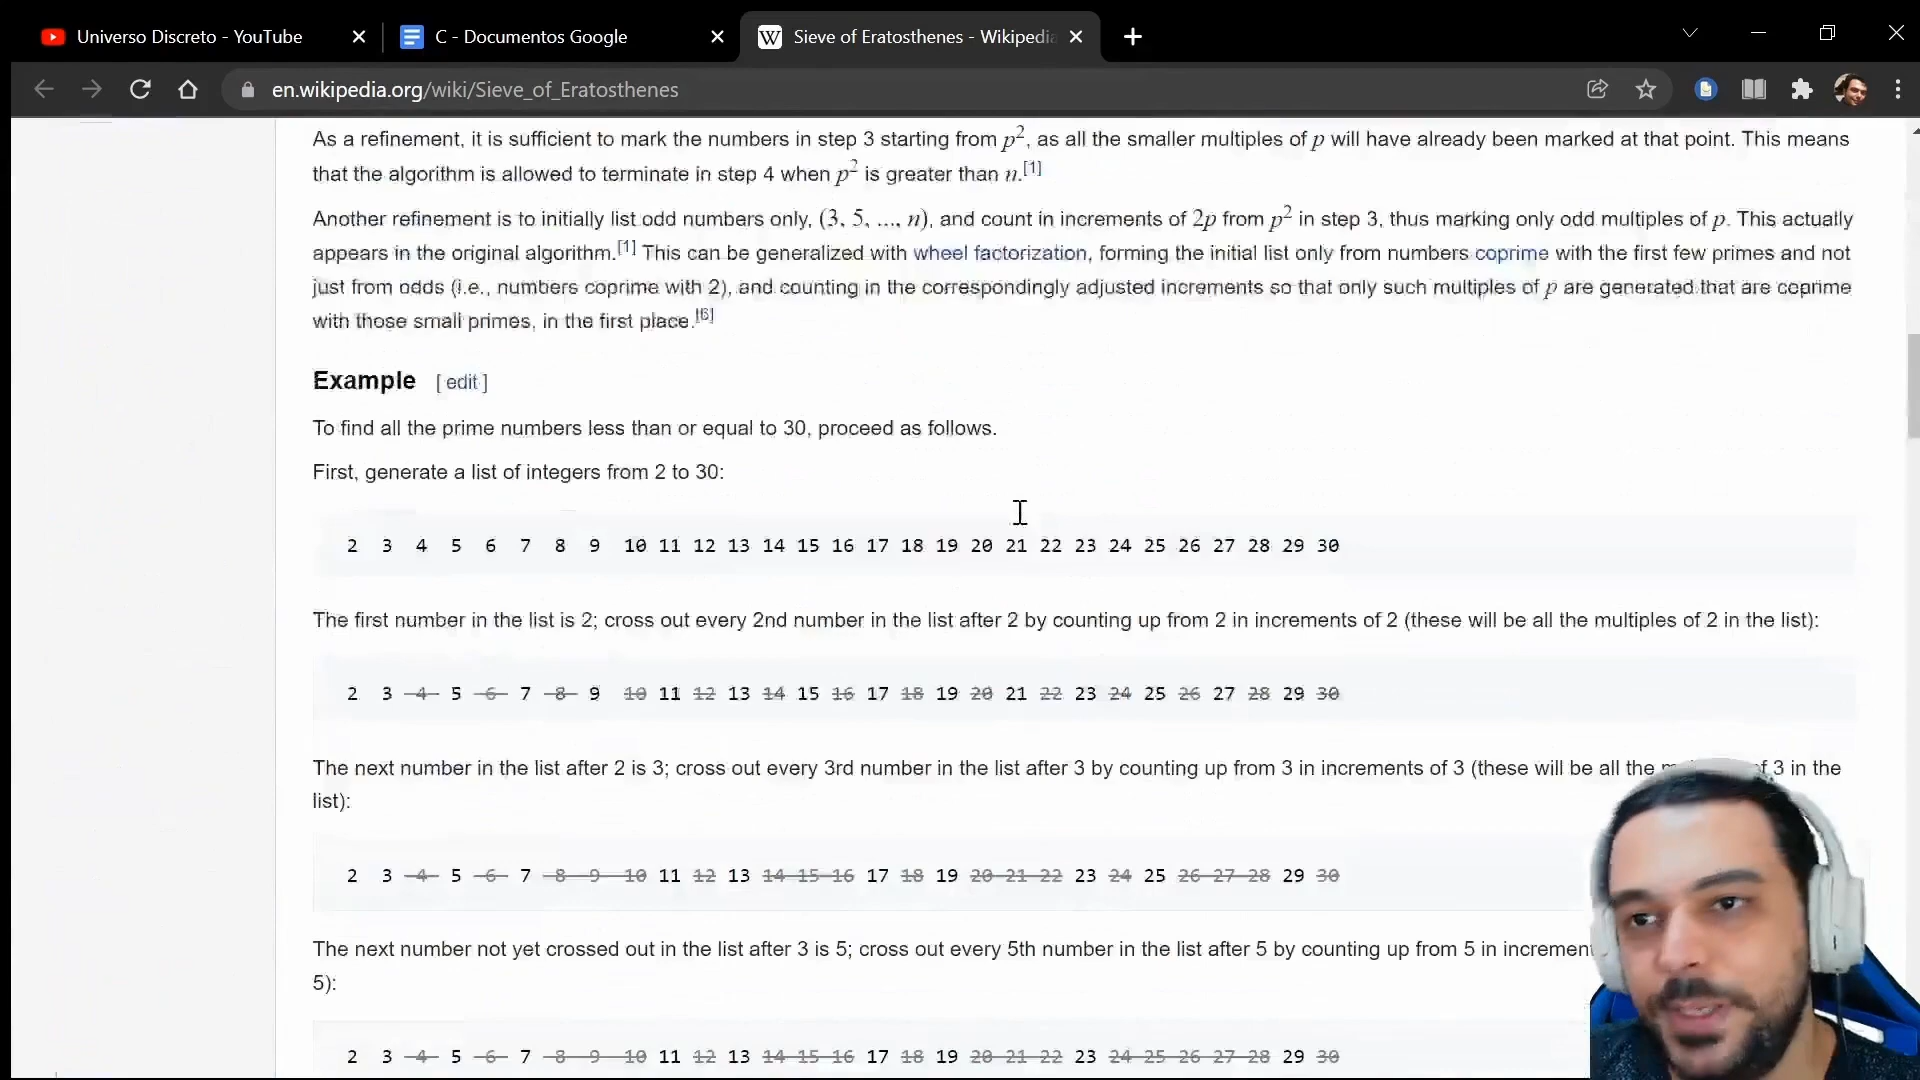 Universo Discreto - YouTube
C - Documentos Google
W Sieve of Eratosthenes - Wikipedia
en.wikipedia.org/wiki/Sieve_of_Eratosthenes
As a refinement, it is sufficient to mark the numbers in step 3 starting from p², as all the smaller multiples of p will have already been marked at that point. This means
that the algorithm is allowed to terminate in step 4 when p² is greater than n.[1]
Another refinement is to initially list odd numbers only, (3, 5, ..., n), and count in increments of 2p from p² in step 3, thus marking only odd multiples of p. This actually
appears in the original algorithm.[1] This can be generalized with wheel factorization, forming the initial list only from numbers coprime with the first few primes and not
just from odds (i.e., numbers coprime with 2), and counting in the correspondingly adjusted increments so that only such multiples of p are generated that are coprime
with those small primes, in the first place.[6]
Example [ edit ]
To find all the prime numbers less than or equal to 30, proceed as follows.
First, generate a list of integers from 2 to 30:
2 3 4 5 6 7 8 9 10 11 12 13 14 15 16 17 18 19 20 21 22 23 24 25 26 27 28 29 30
The first number in the list is 2; cross out every 2nd number in the list after 2 by counting up from 2 in increments of 2 (these will be all the multiples of 2 in the list):
2 3 4 5 6 7 8 9 10 11 12 13 14 15 16 17 18 19 20 21 22 23 24 25 26 27 28 29 30
The next number in the list after 2 is 3; cross out every 3rd number in the list after 3 by counting up from 3 in increments of 3 (these will be all the of 3 in the
list):
2 3 4 5 6 7 8 9 10 11 12 13 14 15 16 17 18 19 20 21 22 23 24 25 26 27 28 29 30
The next number not yet crossed out in the list after 3 is 5; cross out every 5th number in the list after 5 by counting up from 5 in
5):
2 3 4 5 6 7 8 9 10 11 12 13 14 15 16 17 18 19 20 21 22 23 24 25 26 27 28 29 30